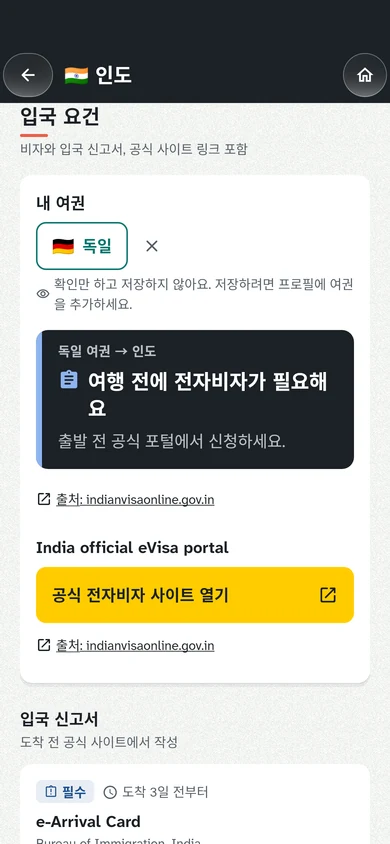 인도
입국 요건
비자와 입국 신고서, 공식 사이트 링크 포함
내 여권
독일
확인만 하고 저장하지 않아요. 저장하려면 프로필에 여권
을 추가하세요.
독일 여권 → 인도
여행 전에 전자비자가 필요해
요
출발 전 공식 포털에서 신청하세요.
출처: indianvisaonline.gov.in
India official eVisa portal
공식 전자비자 사이트 열기
출처: indianvisaonline.gov.in
입국 신고서
도착 전 공식 사이트에서 작성
필수 도착 3일 전부터
e-Arrival Card
Bureau of Immigration, India